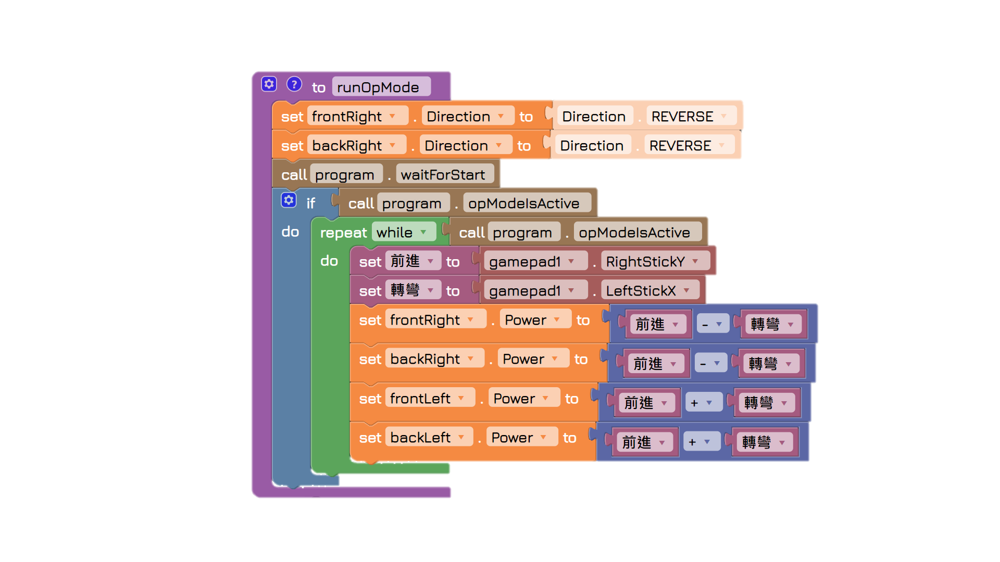 ? to runOpMode
set frontRight . Direction to Direction . REVERSE
set backRight . Direction to Direction . REVERSE
call program . waitForStart
if call program . opModeIsActive
do repeat while call program . opModeIsActive
do set 前進 to gamepad1 . RightStickY
set 轉彎 to gamepad1 . LeftStickX
set frontRight . Power to 前進 - 轉彎
set backRight . Power to 前進 - 轉彎
set frontLeft . Power to 前進 + 轉彎
set backLeft . Power to 前進 + 轉彎